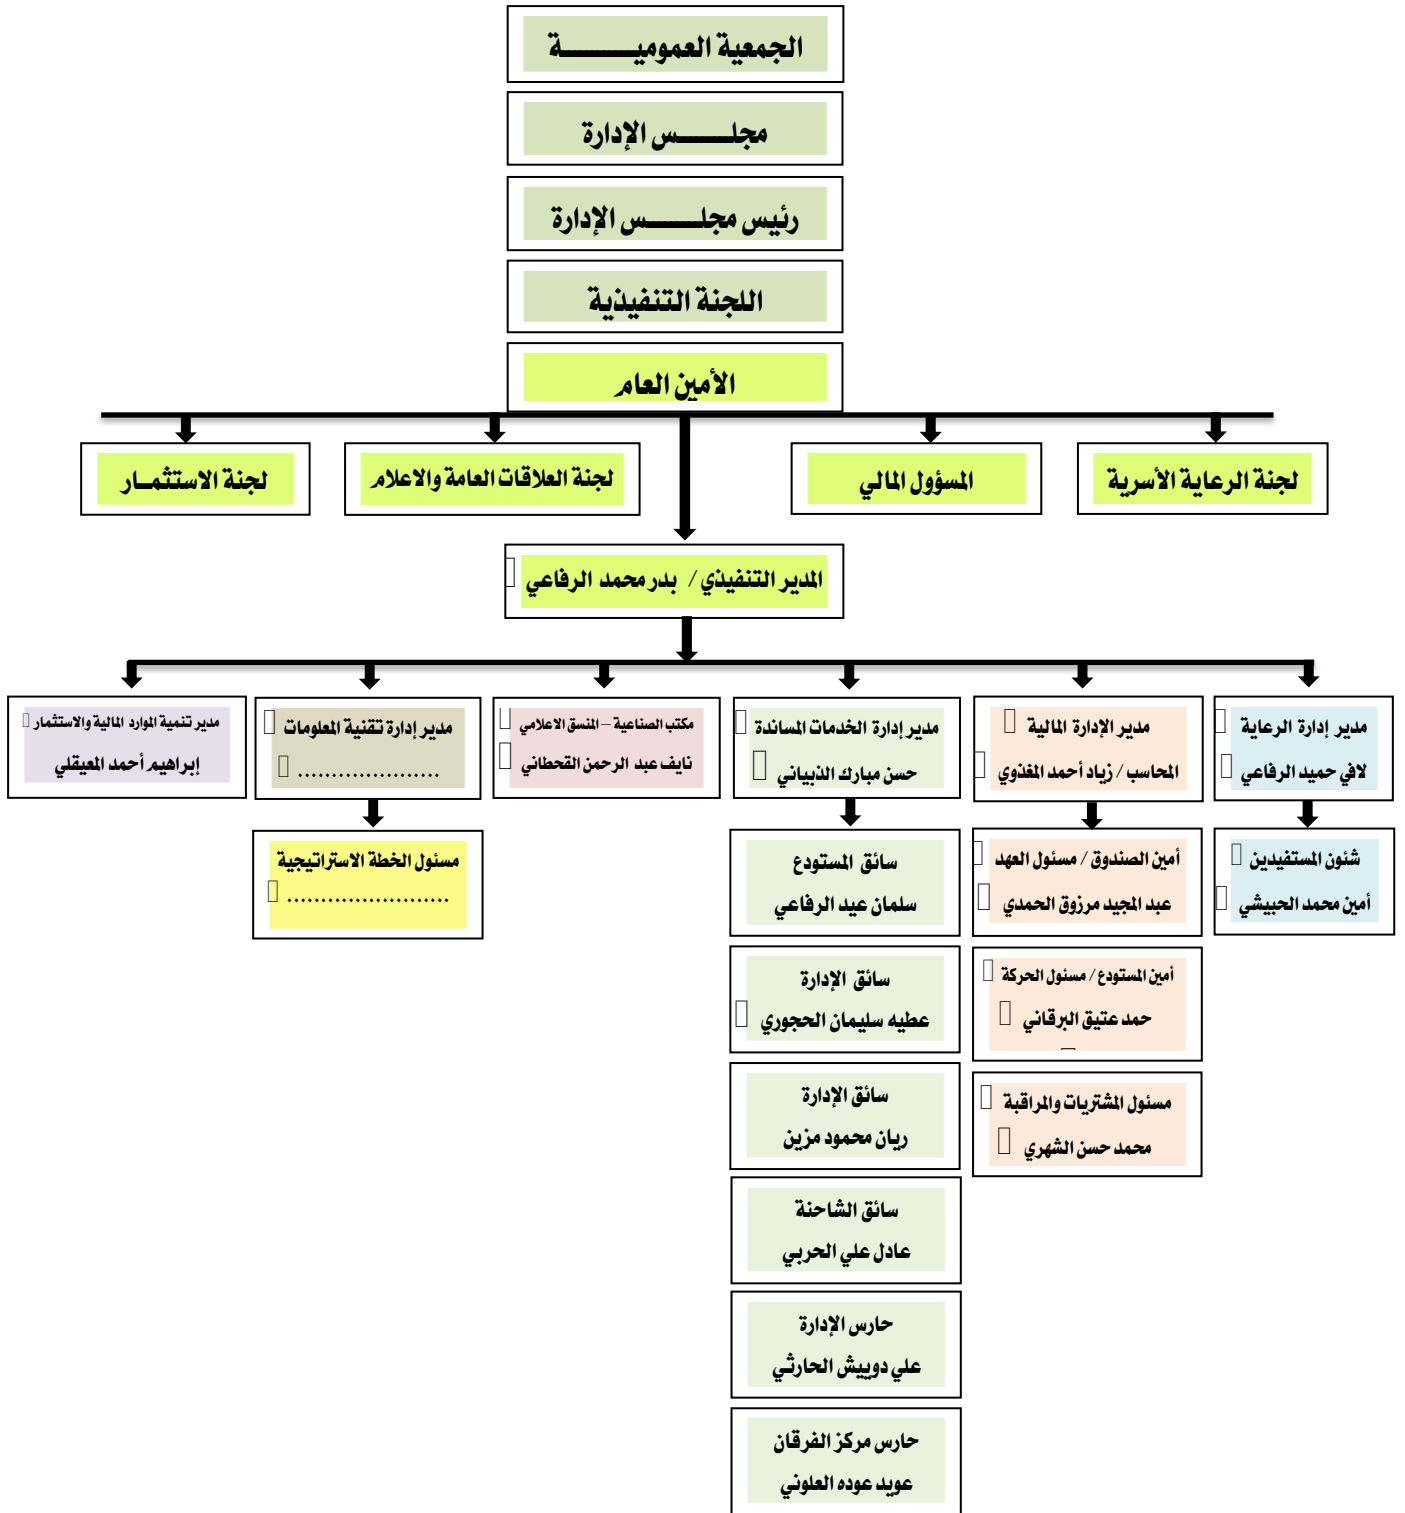 الجمعية العموميــــــــــة
مجلـــــــس الإدارة
رئيس مجلـــــــس الإدارة
اللجنة التنفيذية
الأمين العام
لجنة الرعاية الأسرية
المسؤول المالي
لجنة العلاقات العامة والاعلام
لجنة الاستثمــار
المدير التنفيذي / بدر محمد الرفاعي
مدير إدارة الرعاية
لافي حميد الرفاعي
مدير الإدارة المالية
المحاسب / زياد أحمد المغذوي
مدير إدارة الخدمات المساندة
حسن مبارك الذبياني
مكتب الصناعية – المنسق الاعلامي
نايف عبد الرحمن القحطاني
مدير إدارة تقنية المعلومات
.....................
مدير تنمية الموارد المالية والاستثمار
إبراهيم أحمد المعيقلي
شئون المستفيدين
أمين محمد الحبيشي
أمين الصندوق / مسئول العهد
عبد المجيد مرزوق الحمدي
أمين المستودع / مسئول الحركة
حمد عتيق البرقاني
مسئول المشتريات والمراقبة
محمد حسن الشهري
سائق المستودع
سلمان عيد الرفاعي
سائق الإدارة
عطيه سليمان الحجوري
سائق الإدارة
ريان محمود مزين
سائق الشاحنة
عادل علي الحربي
حارس الإدارة
علي دوبيش الحارثي
حارس مركز الفرقان
عويد عوده العلوني
مسئول الخطة الاستراتيجية
........................